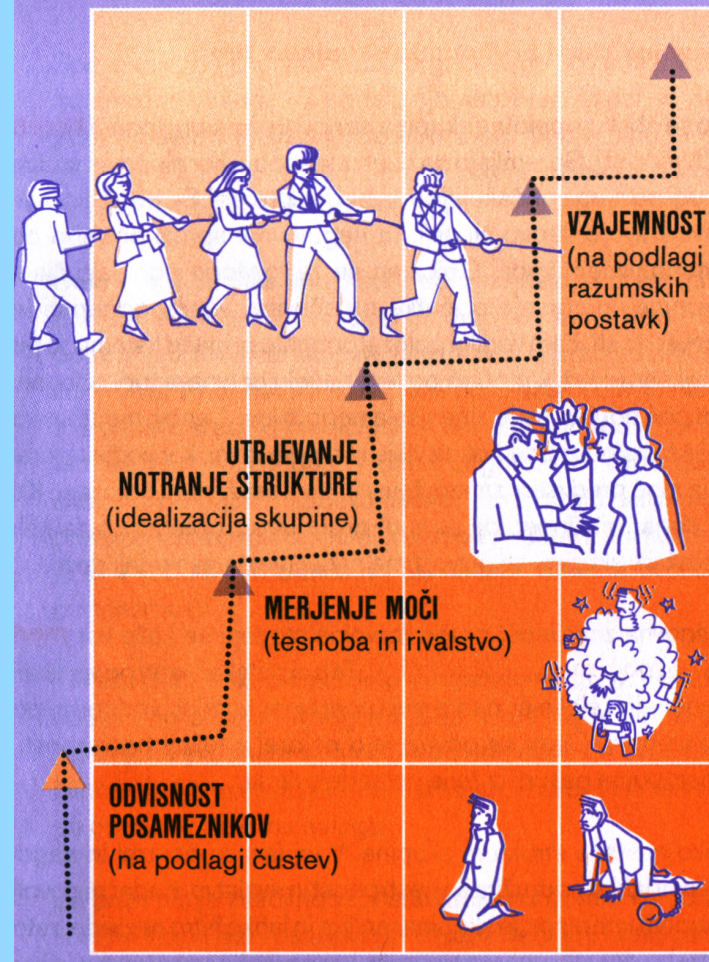 VZAJEMNOST
(na podlagi
razumskih
postavk)
UTRJEVANJE
NOTRANJE STRUKTURE
(idealizacija skupine)
MERJENJE MOČI
(tesnoba in rivalstvo)
ODVISNOST
POSAMEZNIKOV
(na podlagi čustev)